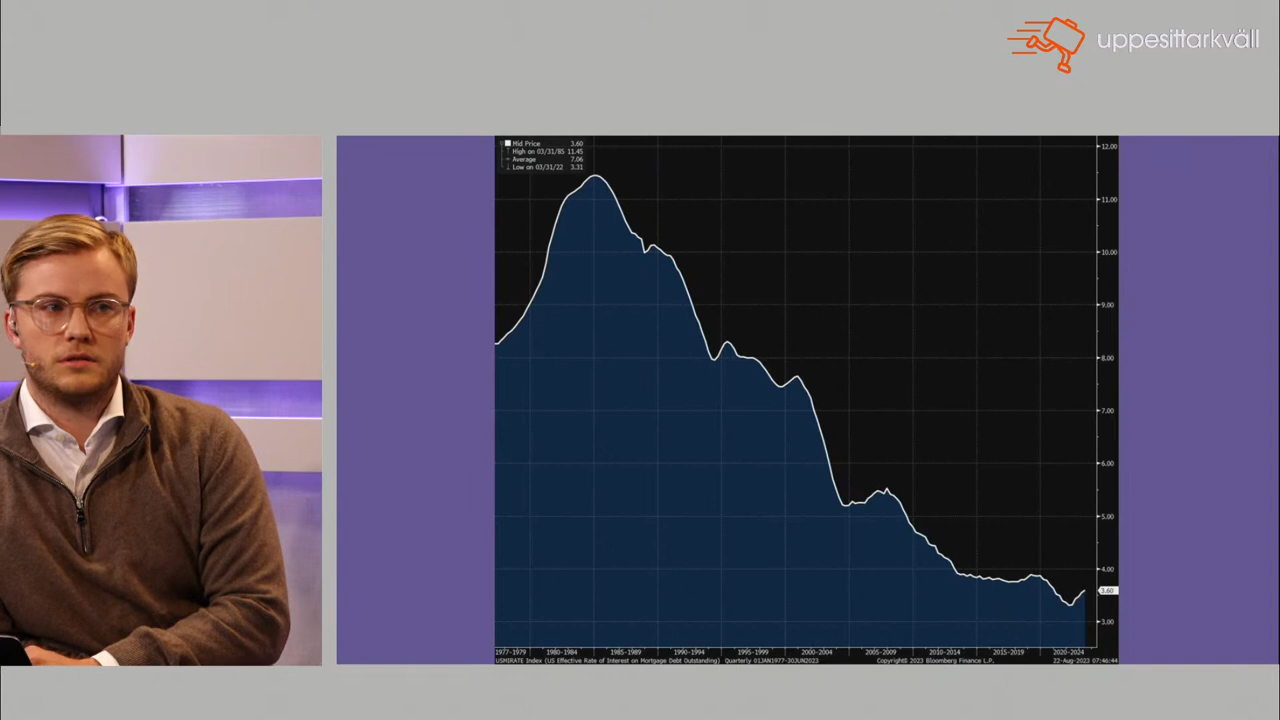 uppesittarkväll
Mid Price 3.60
High on 03/31/85 11.45
Average 7.06
Low on 03/31/22 3.31
12.00
11.00
10.00
9.00
8.00
7.00
6.00
5.00
4.00
3.60
3.00
1977-1979 1980-1984 1985-1989 1990-1994 1995-1999 2000-2004 2005-2009 2010-2014 2015-2019 2020-2024
USMIRATE Index (US Effective Rate of Interest on Mortgage Debt Outstanding) Quarterly 01JAN1977-30JUN2023 Copyright© 2023 Bloomberg Finance L.P. 22-Aug-2023 07:46:44